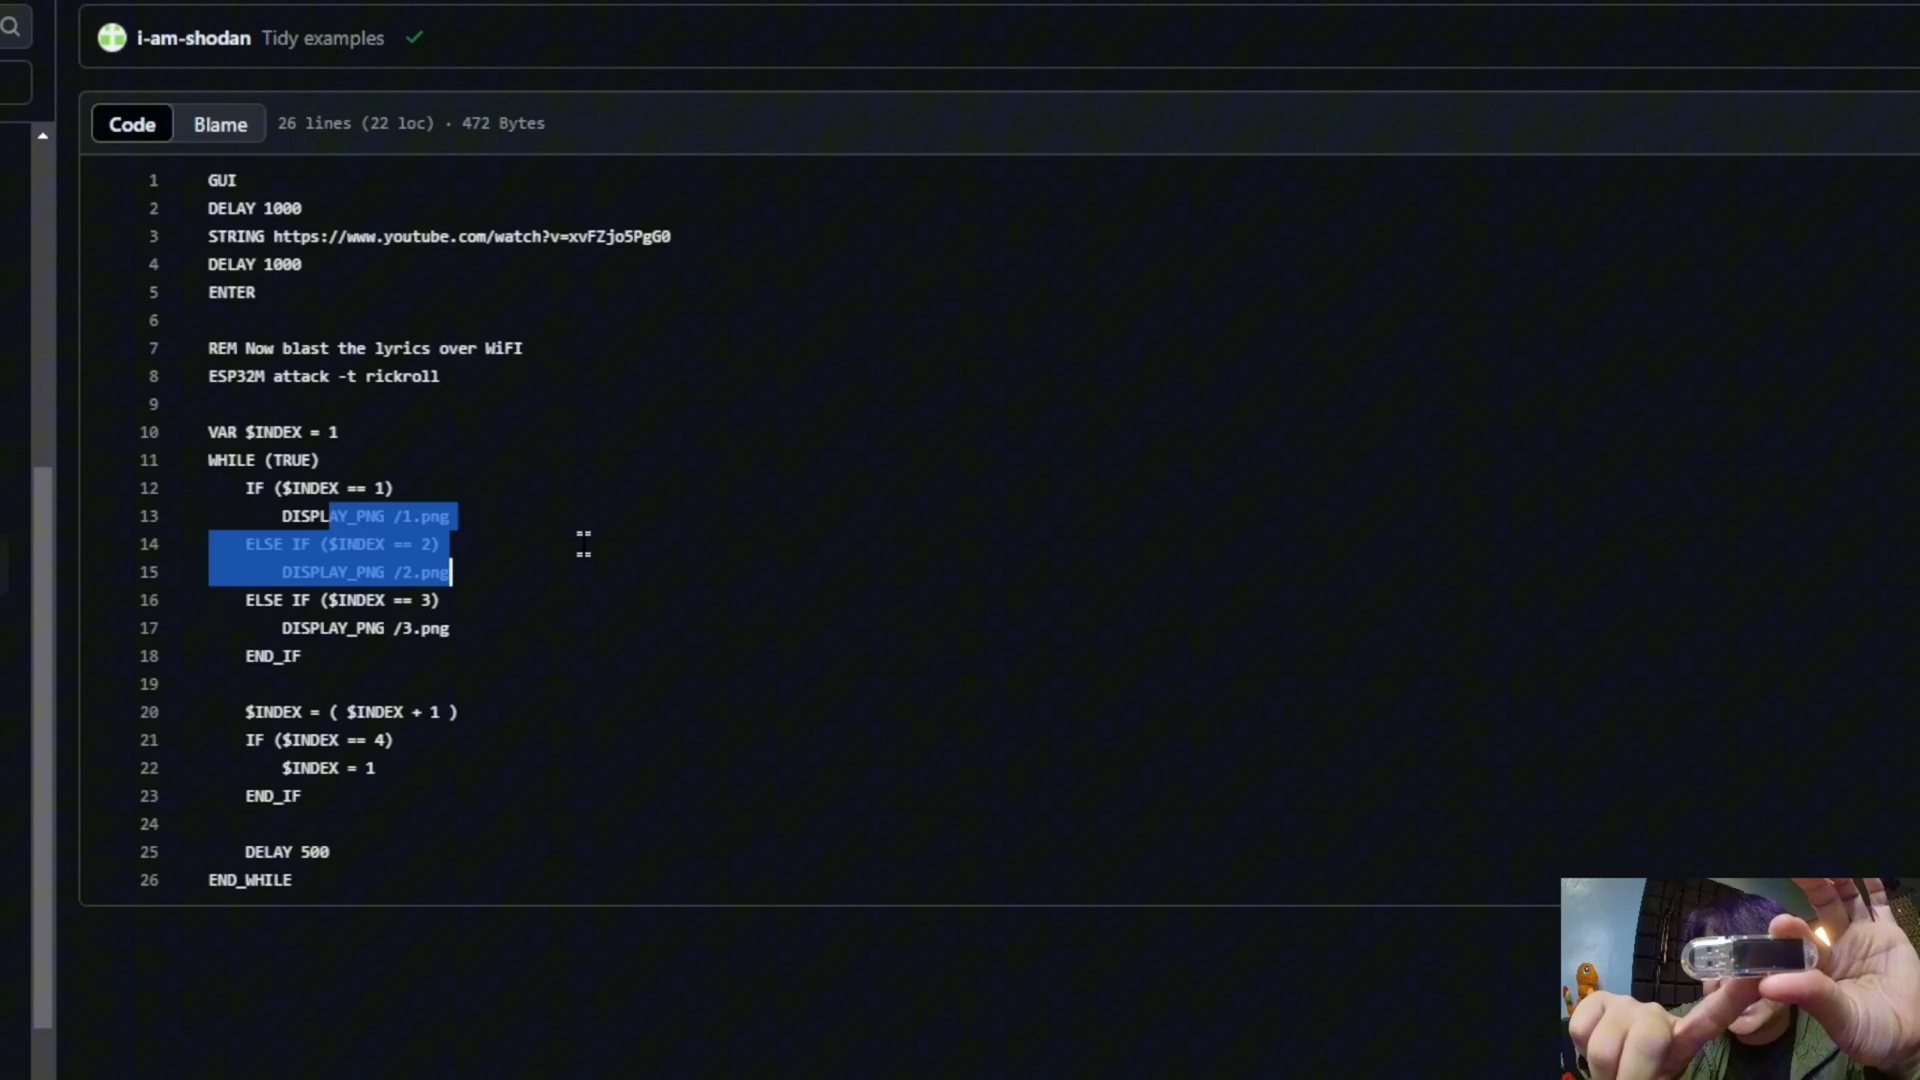 i-am-shodan Tidy examples
Code Blame 26 lines (22 loc) · 472 Bytes
1 GUI
2 DELAY 1000
3 STRING https://www.youtube.com/watch?v=xvFZjo5PgG0
4 DELAY 1000
5 ENTER
6
7 REM Now blast the lyrics over WiFI
8 ESP32M attack -t rickroll
9
10 VAR $INDEX = 1
11 WHILE (TRUE)
12 IF ($INDEX == 1)
13 DISPLAY_PNG /1.png
14 ELSE IF ($INDEX == 2)
15 DISPLAY_PNG /2.png
16 ELSE IF ($INDEX == 3)
17 DISPLAY_PNG /3.png
18 END_IF
19
20 $INDEX = ( $INDEX + 1 )
21 IF ($INDEX == 4)
22 $INDEX = 1
23 END_IF
24
25 DELAY 500
26 END_WHILE